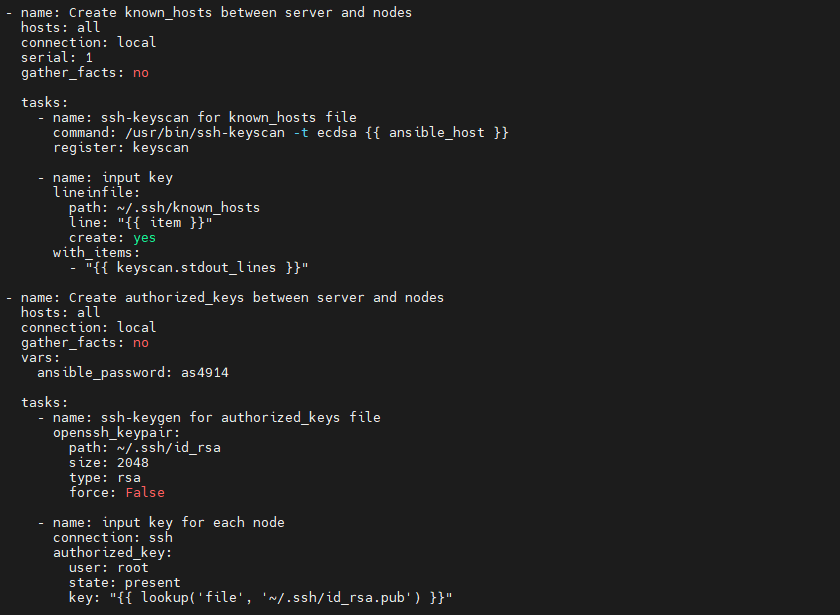 - name: Create known_hosts between server and nodes
  hosts: all
  connection: local
  serial: 1
  gather_facts: no

  tasks:
    - name: ssh-keyscan for known_hosts file
      command: /usr/bin/ssh-keyscan -t ecdsa {{ ansible_host }}
      register: keyscan

    - name: input key
      lineinfile:
        path: ~/.ssh/known_hosts
        line: "{{ item }}"
        create: yes
      with_items:
        - "{{ keyscan.stdout_lines }}"

- name: Create authorized_keys between server and nodes
  hosts: all
  connection: local
  gather_facts: no
  vars:
    ansible_password: as4914

  tasks:
    - name: ssh-keygen for authorized_keys file
      openssh_keypair:
        path: ~/.ssh/id_rsa
        size: 2048
        type: rsa
        force: False

    - name: input key for each node
      connection: ssh
      authorized_key:
        user: root
        state: present
        key: "{{ lookup('file', '~/.ssh/id_rsa.pub') }}"